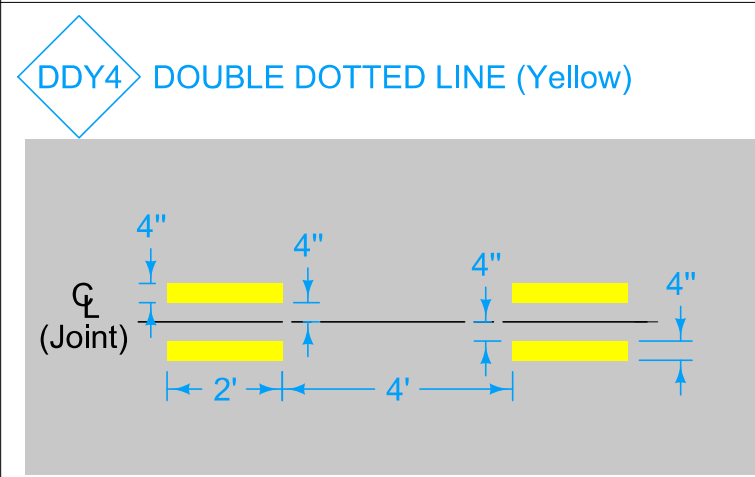 DDY4 DOUBLE DOTTED LINE (Yellow)
4"
4"
4"
4"
CL
(Joint)
2'
4'